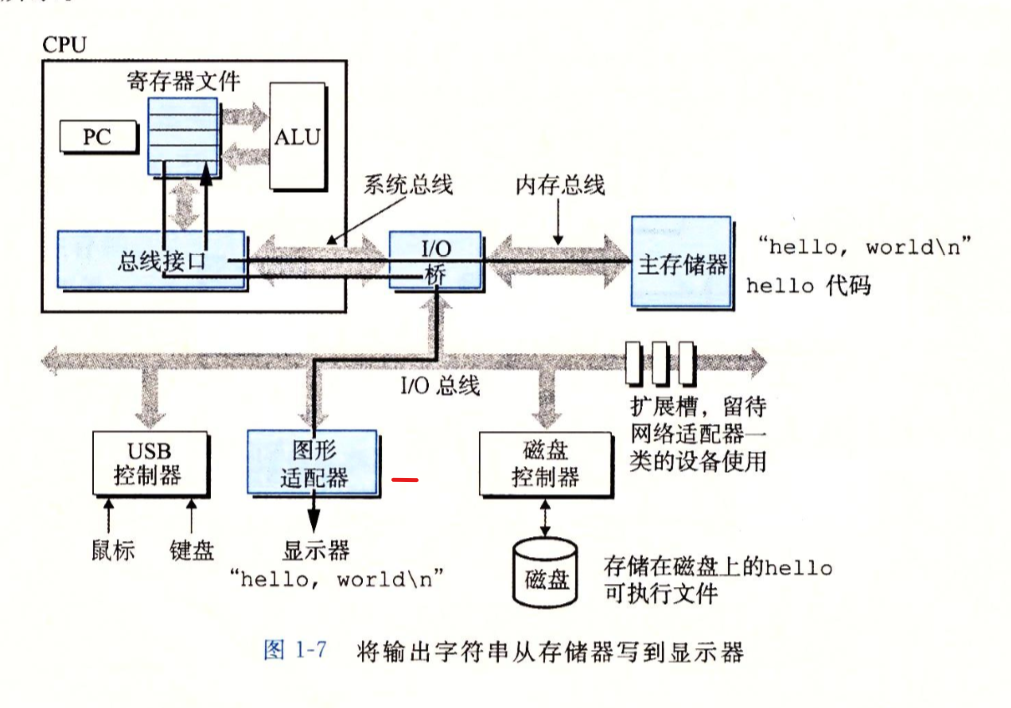 CPU
寄存器文件
PC
ALU
系统总线
内存总线
总线接口
I/O
桥
主存储器
“hello, world\n”
hello 代码
I/O 总线
扩展槽，留待
网络适配器一
类的设备使用
USB
控制器
图形
适配器
磁盘
控制器
鼠标
键盘
显示器
“hello, world\n”
磁盘
存储在磁盘上的hello
可执行文件
图 1-7 将输出字符串从存储器写到显示器